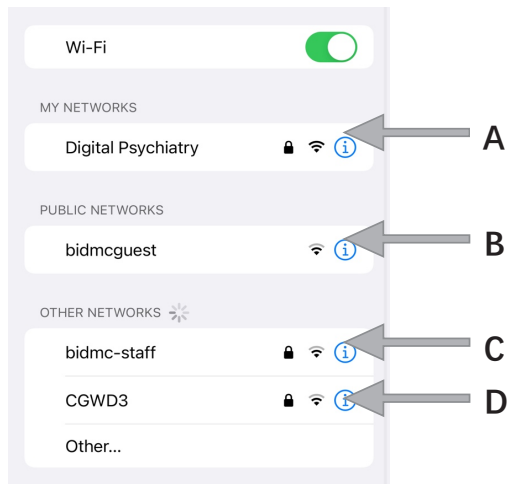 Wi-Fi
MY NETWORKS
A
Digital Psychiatry
PUBLIC NETWORKS
bidmcguest
B
OTHER NETWORKS
bidmc-staff
C
CGWD3
D
Other...